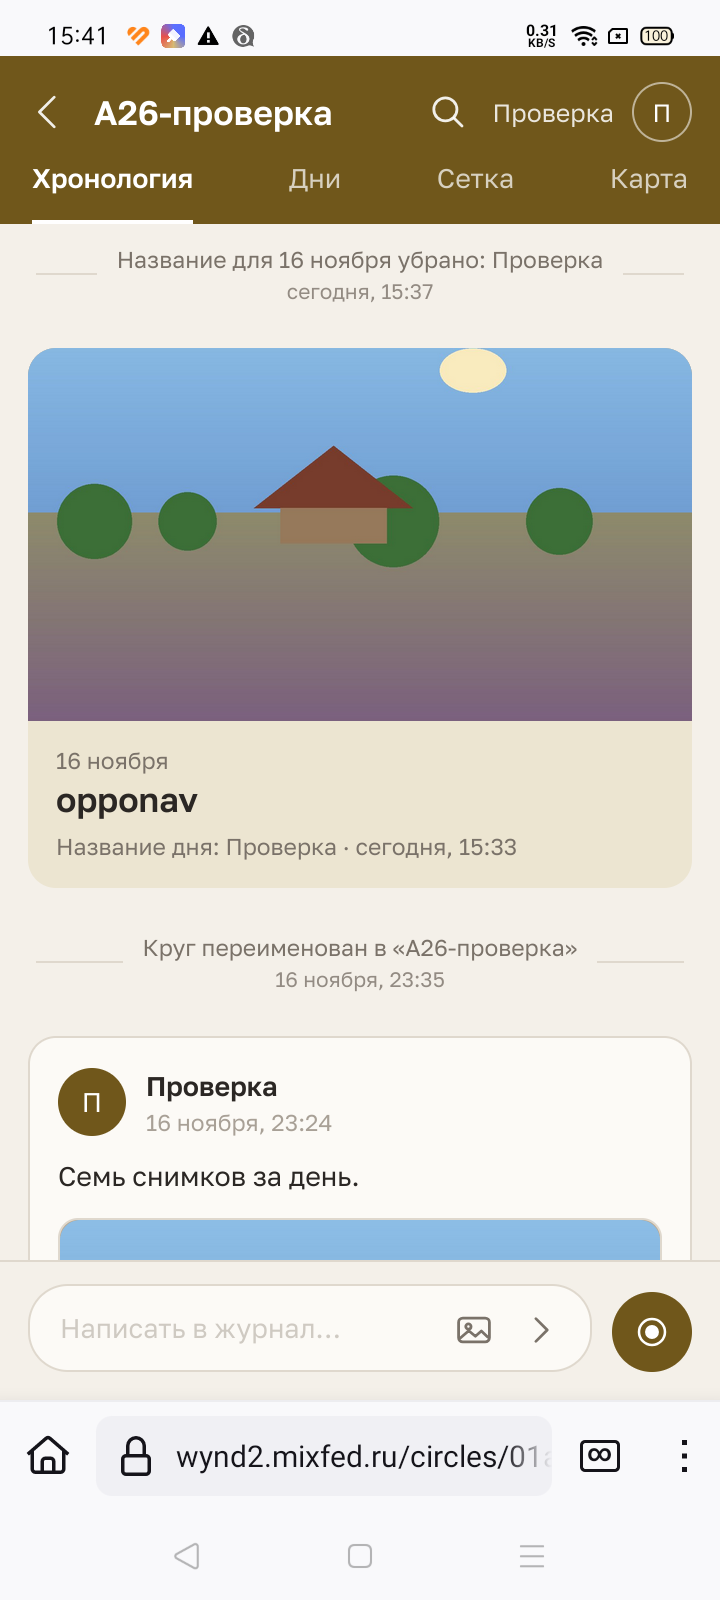 15:41
0.31
KB/S
100
А26-проверка
Проверка
П
Хронология
Дни
Сетка
Карта
Название для 16 ноября убрано: Проверка
сегодня, 15:37
16 ноября
opponav
Название дня: Проверка · сегодня, 15:33
Круг переименован в «А26-проверка»
16 ноября, 23:35
П
Проверка
16 ноября, 23:24
Семь снимков за день.
Написать в журнал...
wynd2.mixfed.ru/circles/01a